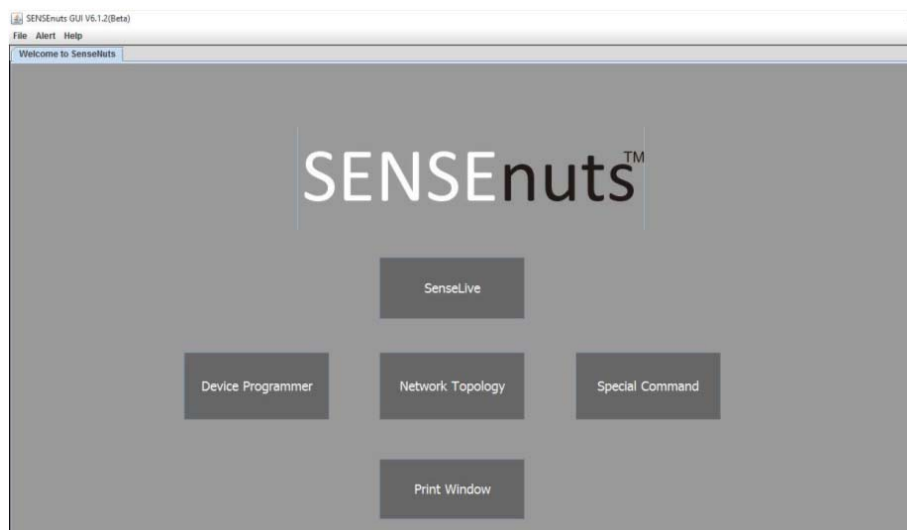 SENSEnuts GUI V6.1.2(Beta)
File Alert Help
Welcome to SenseNuts
SENSEnuts™
SenseLive
Device Programmer Network Topology Special Command
Print Window